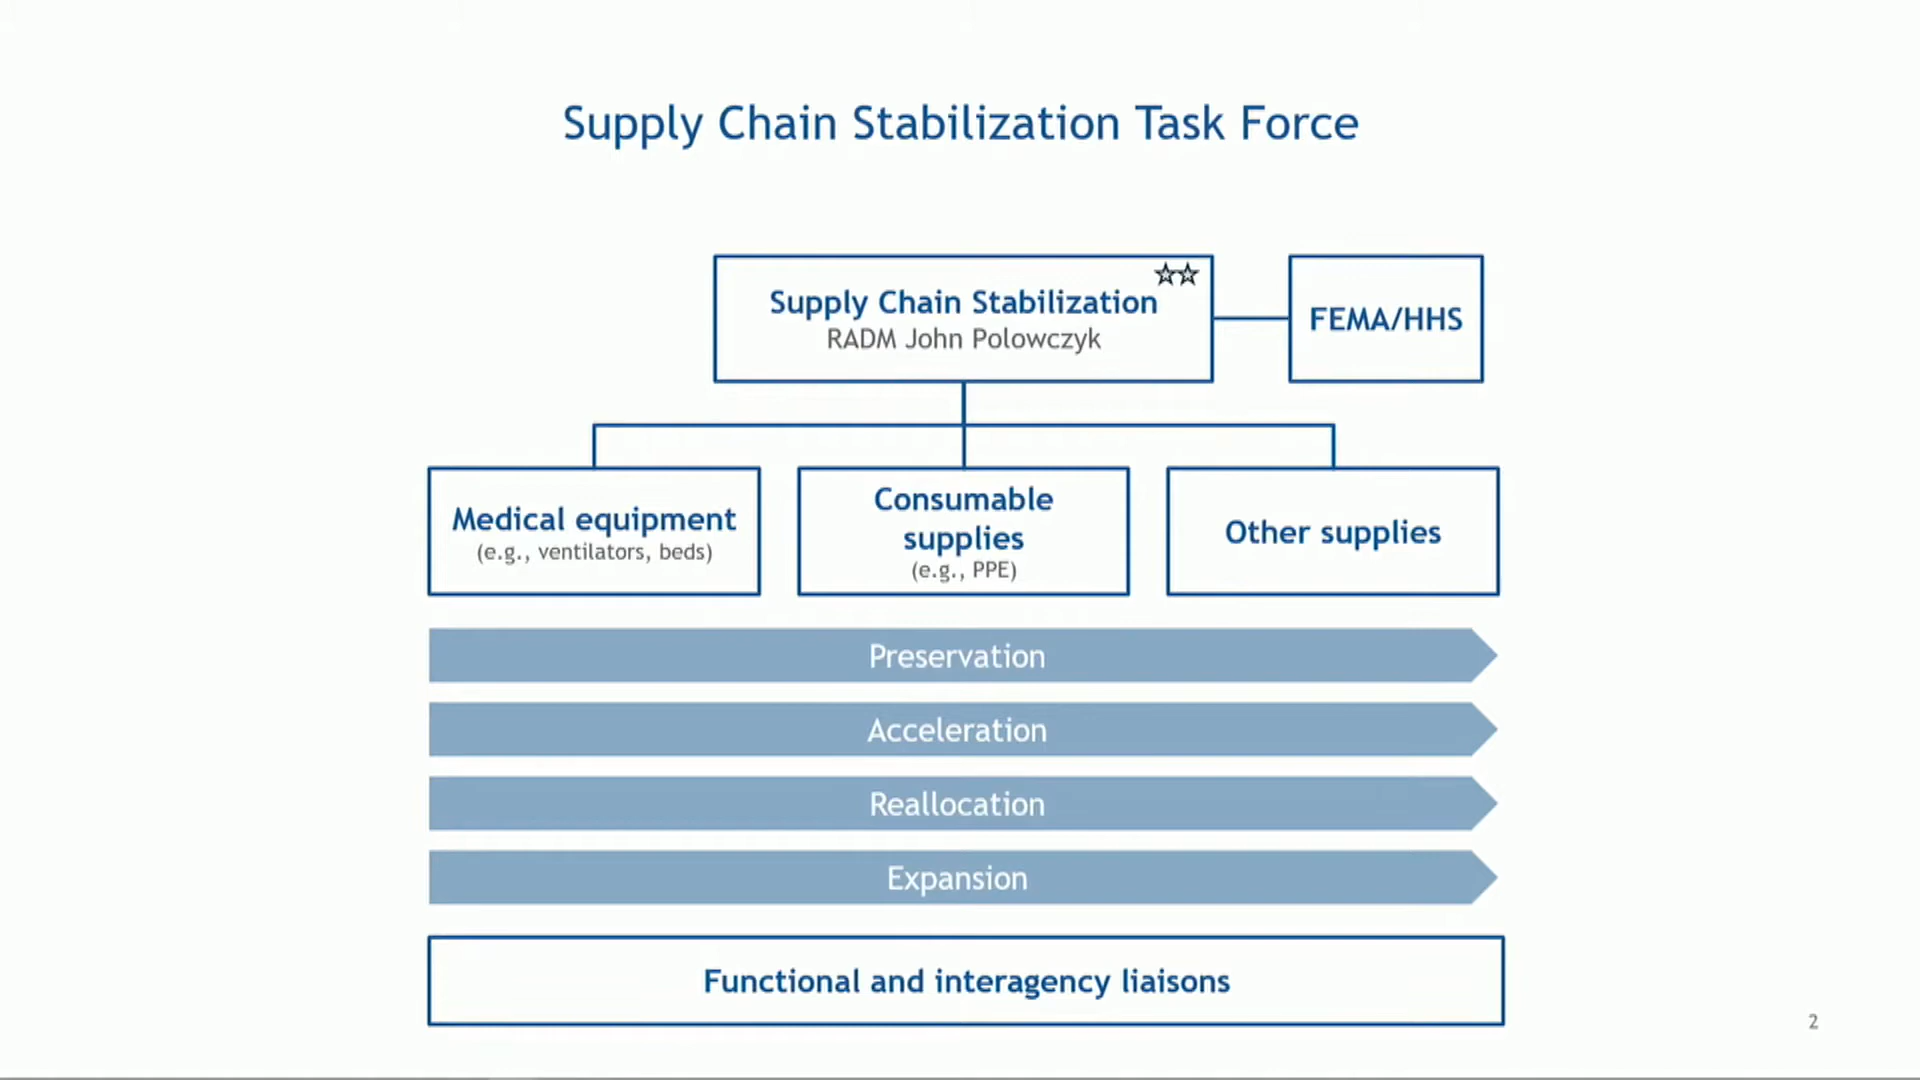 Supply Chain Stabilization Task Force
Supply Chain Stabilization
RADM John Polowczyk
FEMA/HHS
Medical equipment
(e.g., ventilators, beds)
Consumable
supplies
(e.g., PPE)
Other supplies
Preservation
Acceleration
Reallocation
Expansion
Functional and interagency liaisons
2